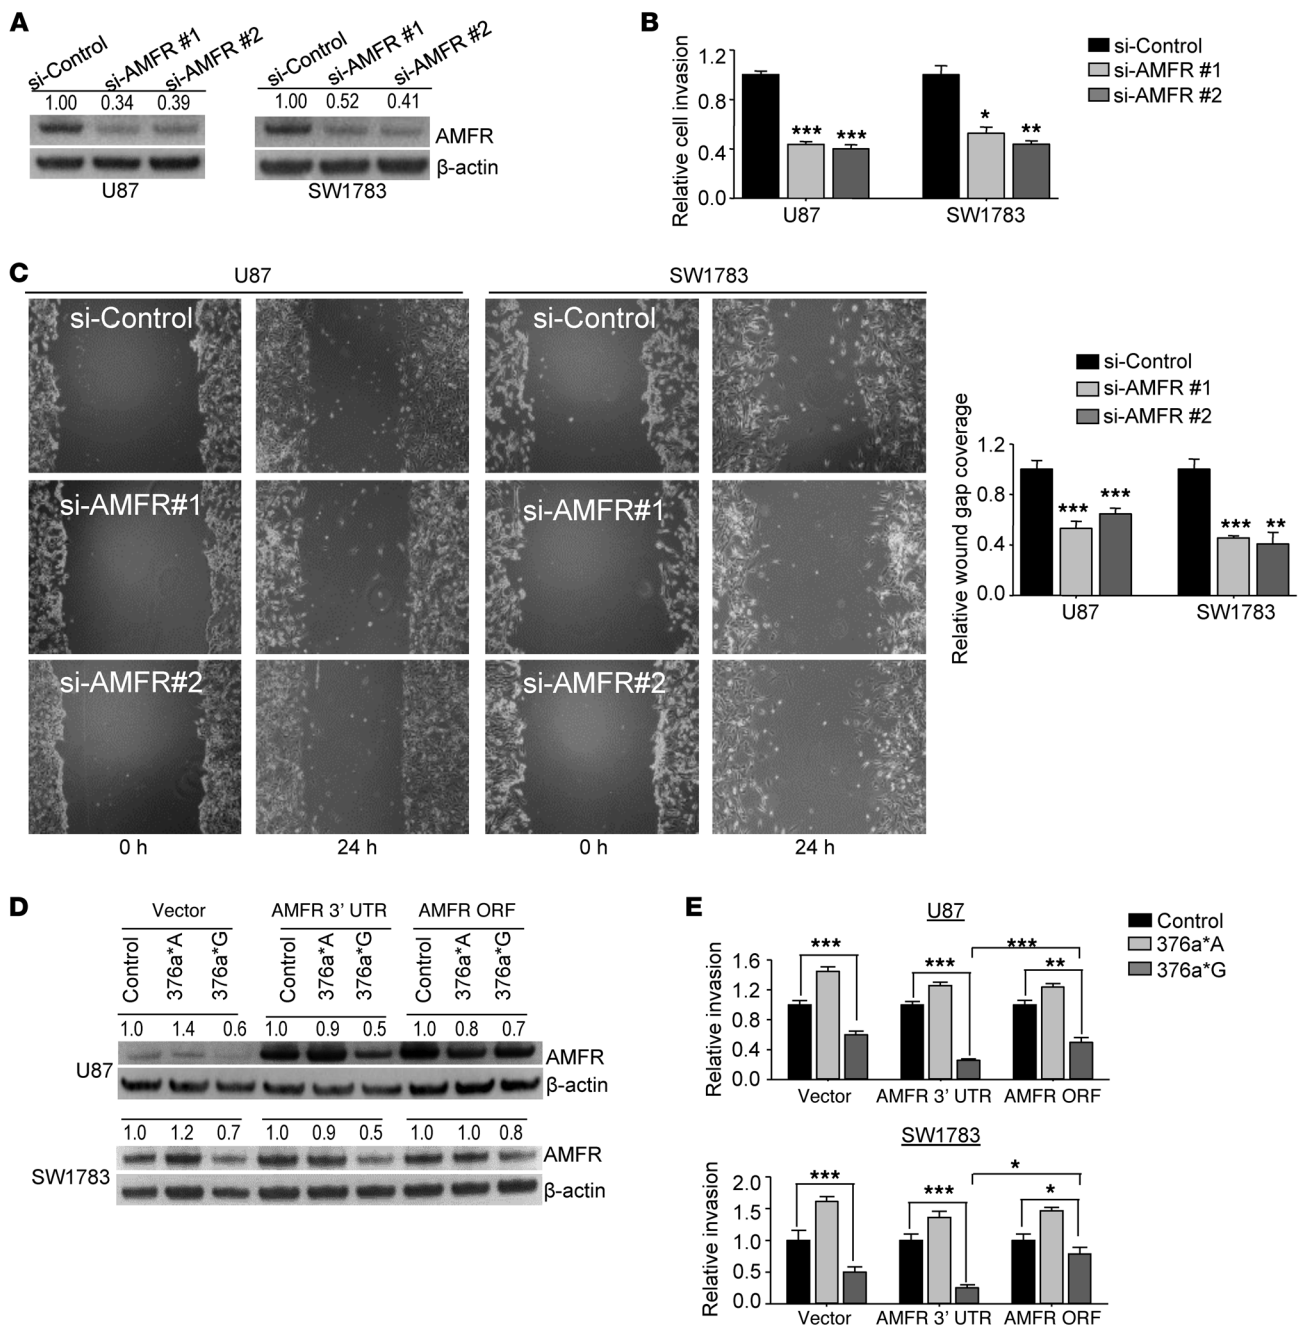 A
si-Control
si-AMFR #1
si-AMFR #2
si-Control
si-AMFR #1
si-AMFR #2
1.00 0.34 0.39
1.00 0.52 0.41
AMFR
β-actin
U87
SW1783
B
Relative cell invasion
1.2
0.8
0.4
0.0
*** ***
* **
U87
SW1783
si-Control
si-AMFR #1
si-AMFR #2
C
U87
SW1783
si-Control
si-Control
si-AMFR#1
si-AMFR#1
si-AMFR#2
si-AMFR#2
0 h
24 h
0 h
24 h
si-Control
si-AMFR #1
si-AMFR #2
Relative wound gap coverage
1.2
0.8
0.4
0.0
*** ***
*** **
U87
SW1783
D
Vector
AMFR 3’ UTR
AMFR ORF
Control
376a*A
376a*G
Control
376a*A
376a*G
Control
376a*A
376a*G
1.0 1.4 0.6
1.0 0.9 0.5
1.0 0.8 0.7
U87
AMFR
β-actin
1.0 1.2 0.7
1.0 0.9 0.5
1.0 1.0 0.8
SW1783
AMFR
β-actin
E
U87
Control
376a*A
376a*G
Relative invasion
1.6
1.2
0.8
0.4
0.0
***
***
***
**
Vector
AMFR 3’ UTR
AMFR ORF
SW1783
Relative invasion
2.0
1.5
1.0
0.5
0.0
***
***
*
*
Vector
AMFR 3’ UTR
AMFR ORF